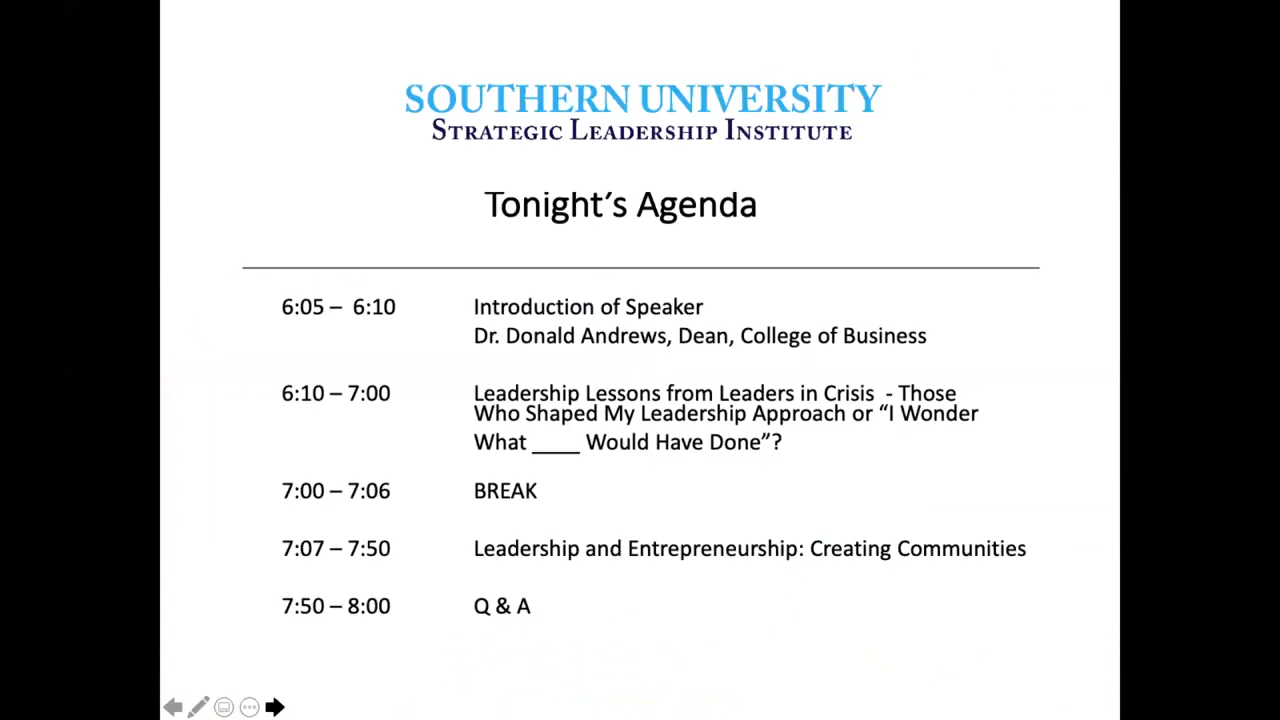 SOUTHERN UNIVERSITY
STRATEGIC LEADERSHIP INSTITUTE
Tonight's Agenda
6:05 – 6:10 Introduction of Speaker
Dr. Donald Andrews, Dean, College of Business
6:10 – 7:00 Leadership Lessons from Leaders in Crisis - Those
Who Shaped My Leadership Approach or “I Wonder
What ____ Would Have Done”?
7:00 – 7:06 BREAK
7:07 – 7:50 Leadership and Entrepreneurship: Creating Communities
7:50 – 8:00 Q & A